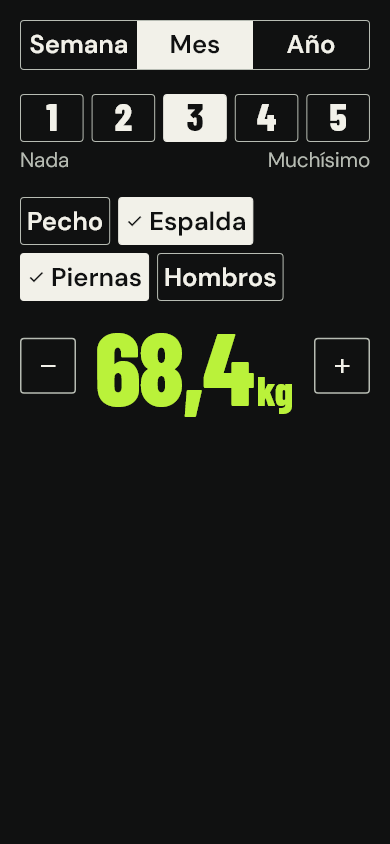 Semana Mes Año
1 2 3 4 5
Nada Muchísimo
Pecho ✓ Espalda
✓ Piernas Hombros
− 68,4kg +